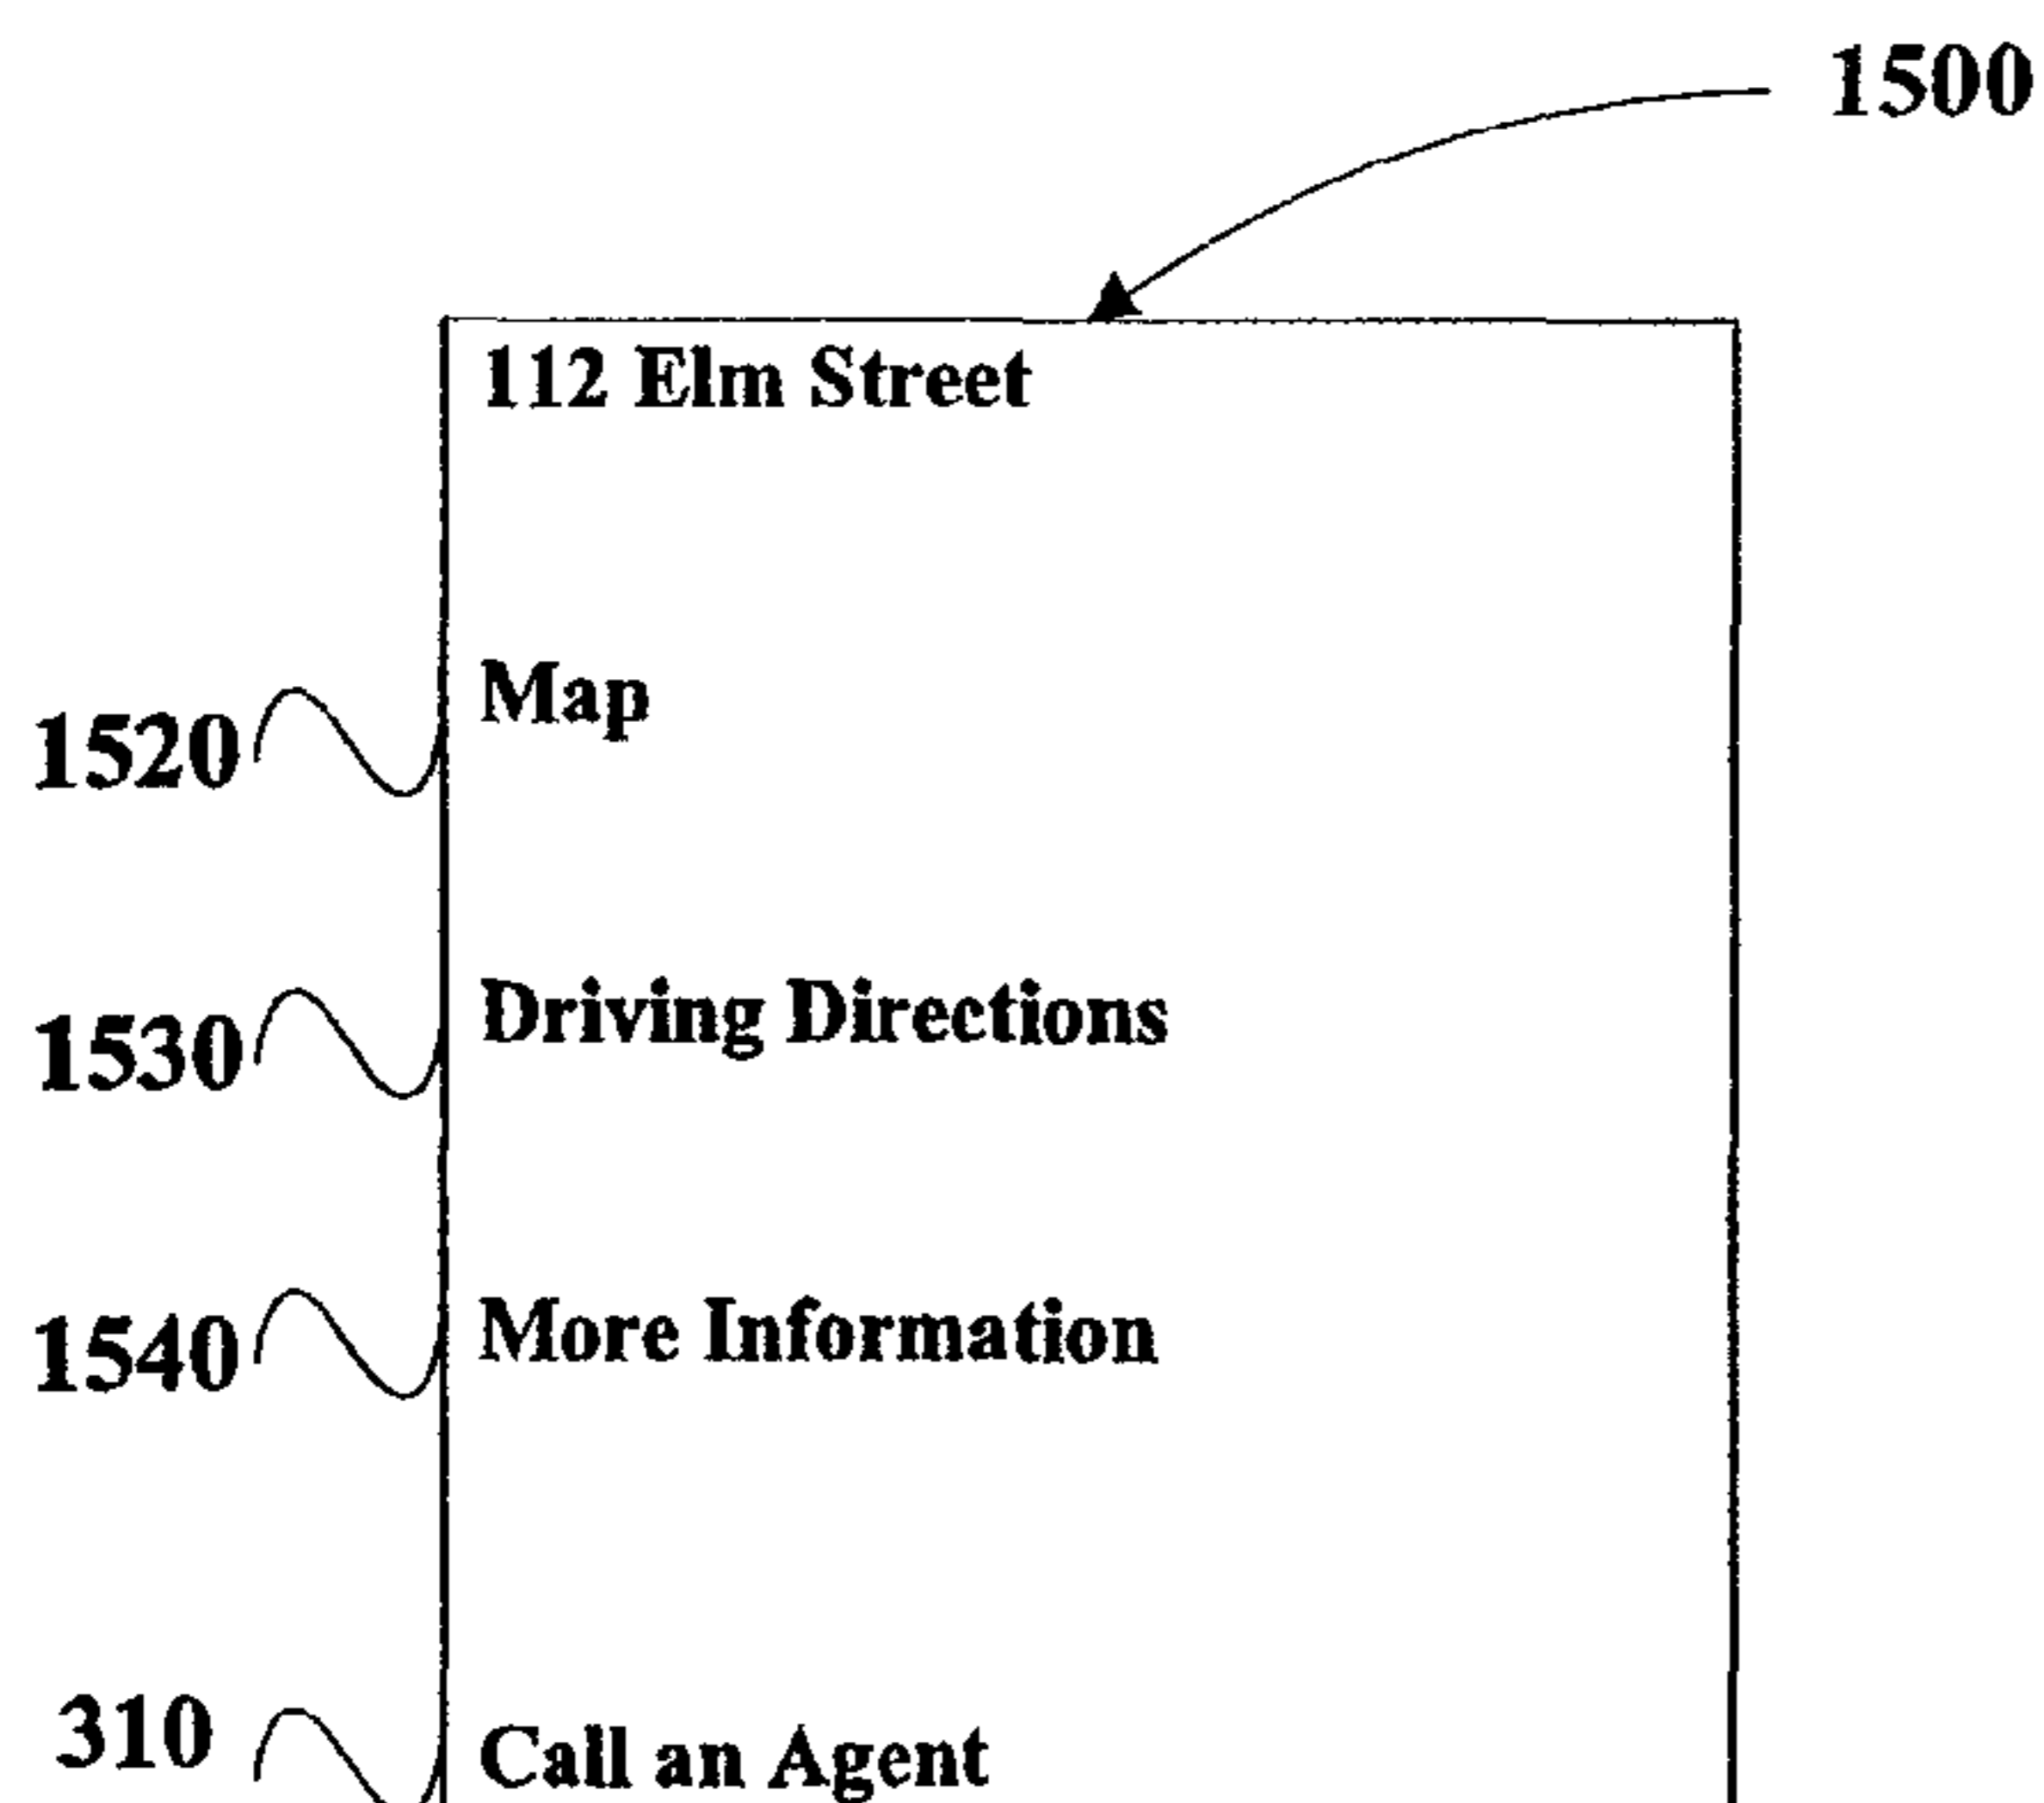 1500
112 Elm Street
Map
1520
Driving Directions
1530
More Information
1540
310
Call an Agent